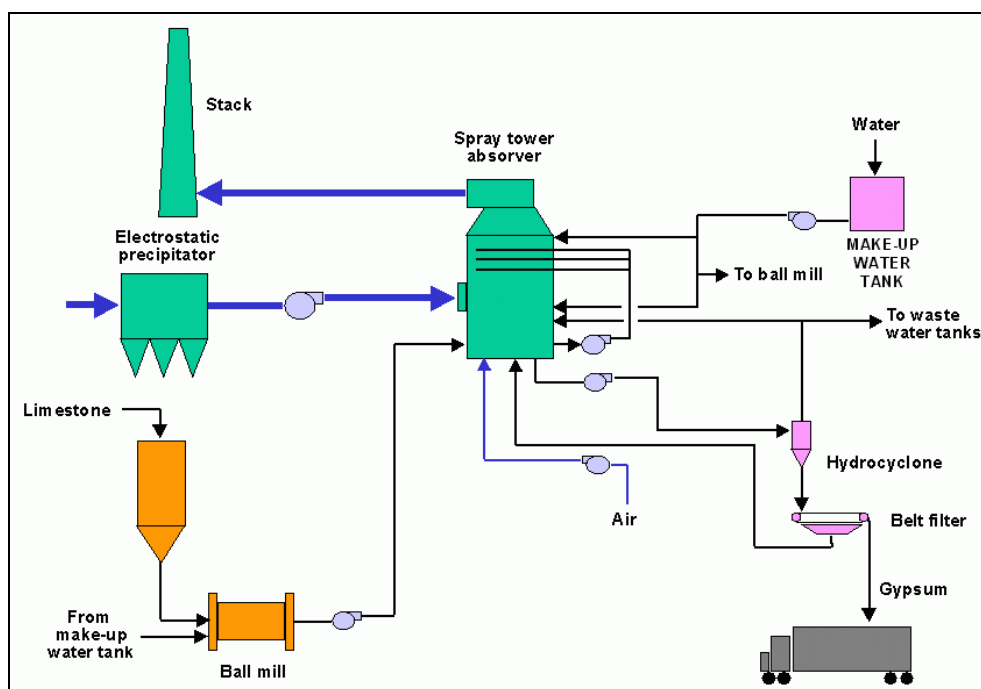 Stack
Spray tower
absorver
Water
Electrostatic
precipitator
MAKE-UP
WATER
TANK
To ball mill
To waste
water tanks
Limestone
Hydrocyclone
Air
Belt filter
Gypsum
From
make-up
water tank
Ball mill